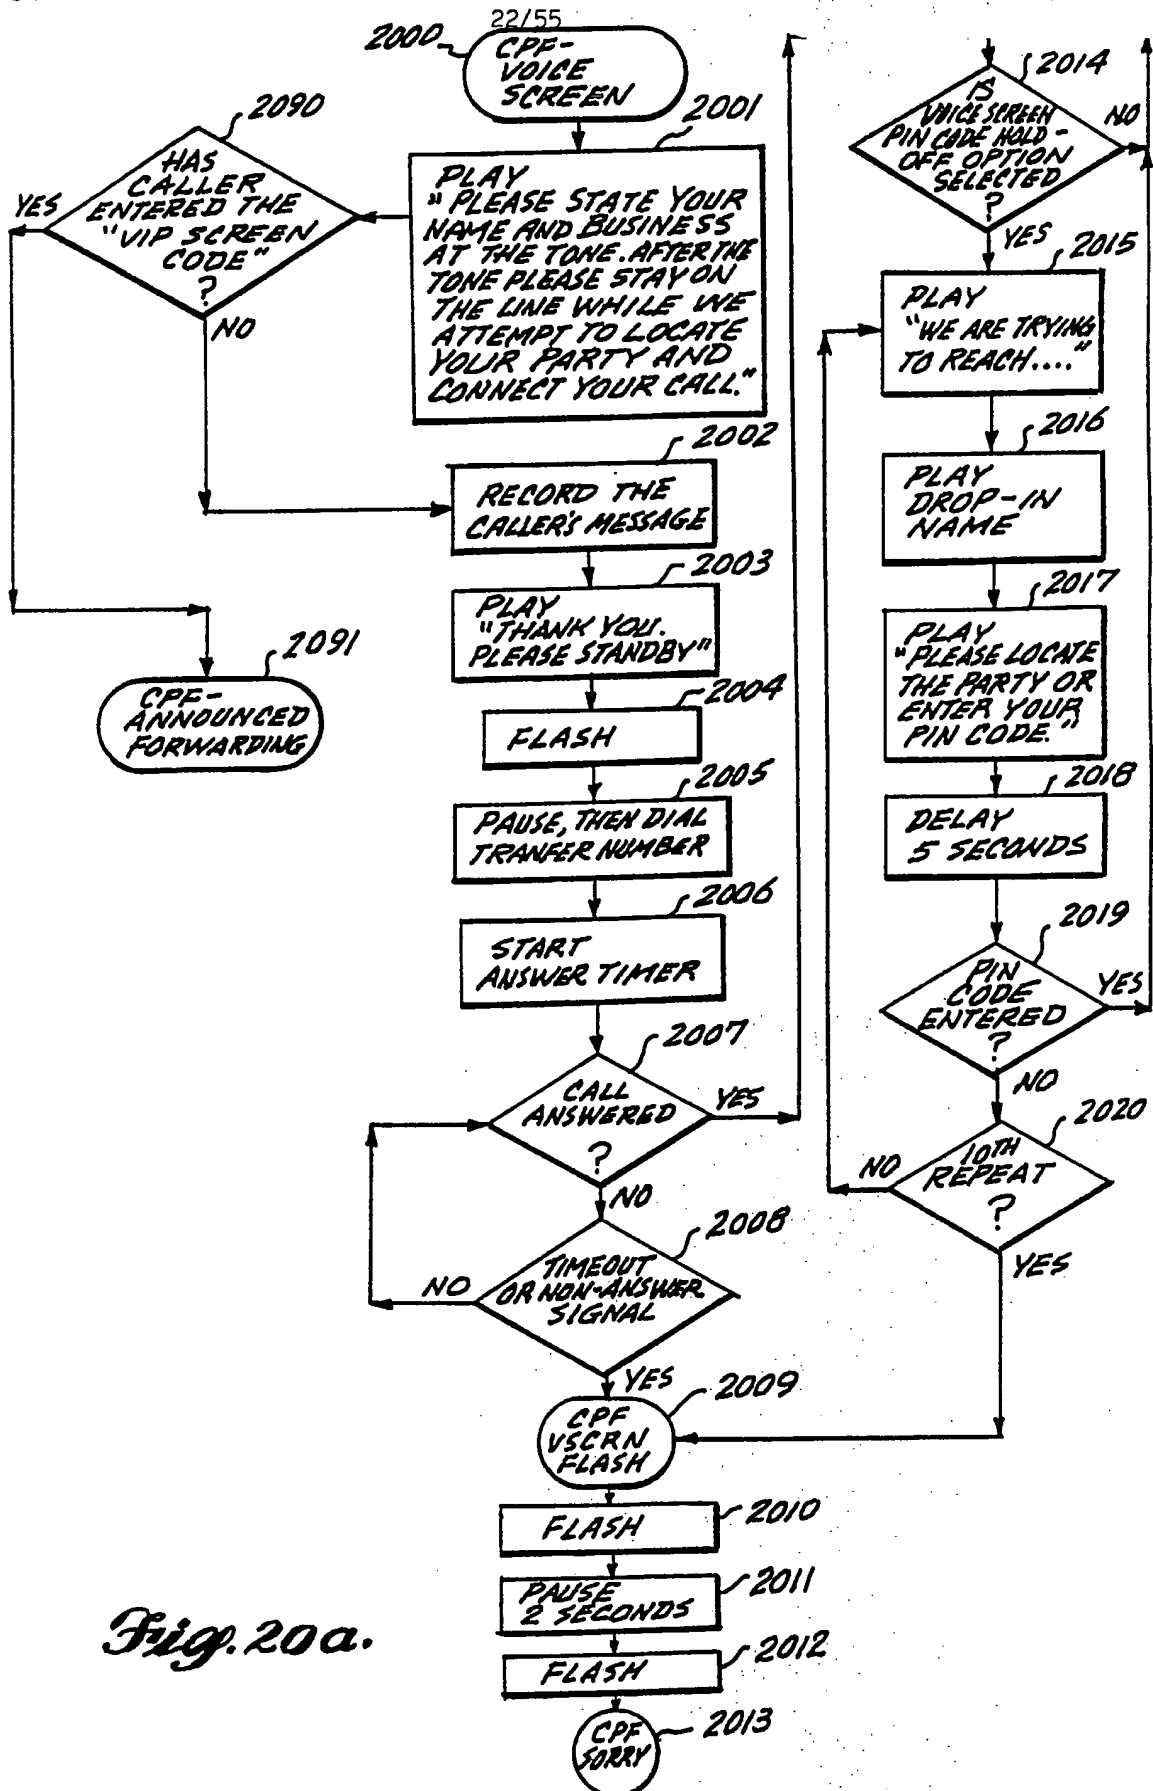 22/55
2000
CPF-
VOICE
SCREEN
2090
HAS
CALLER
ENTERED THE
"VIP SCREEN
CODE"
?
YES
NO
2001
PLAY
"PLEASE STATE YOUR
NAME AND BUSINESS
AT THE TONE. AFTER THE
TONE PLEASE STAY ON
THE LINE WHILE WE
ATTEMPT TO LOCATE
YOUR PARTY AND
CONNECT YOUR CALL."
2002
RECORD THE
CALLER'S MESSAGE
2003
PLAY
"THANK YOU.
PLEASE STANDBY"
2091
CPF-
ANNOUNCED
FORWARDING
2004
FLASH
2005
PAUSE, THEN DIAL
TRANFER NUMBER
2006
START
ANSWER TIMER
2007
CALL
ANSWERED
?
YES
NO
2008
TIMEOUT
OR NON-ANSWER
SIGNAL
NO
YES
2009
CPF
VSCRN
FLASH
2010
FLASH
2011
PAUSE
2 SECONDS
2012
FLASH
2013
CPF
SORRY
2014
IS
VOICE SCREEN
PIN CODE HOLD-
OFF OPTION
SELECTED
?
NO
YES
2015
PLAY
"WE ARE TRYING
TO REACH...."
2016
PLAY
DROP-IN
NAME
2017
PLAY
"PLEASE LOCATE
THE PARTY OR
ENTER YOUR
PIN CODE."
2018
DELAY
5 SECONDS
2019
PIN
CODE
ENTERED
?
YES
NO
2020
10TH
REPEAT
?
NO
YES
Fig. 20a.